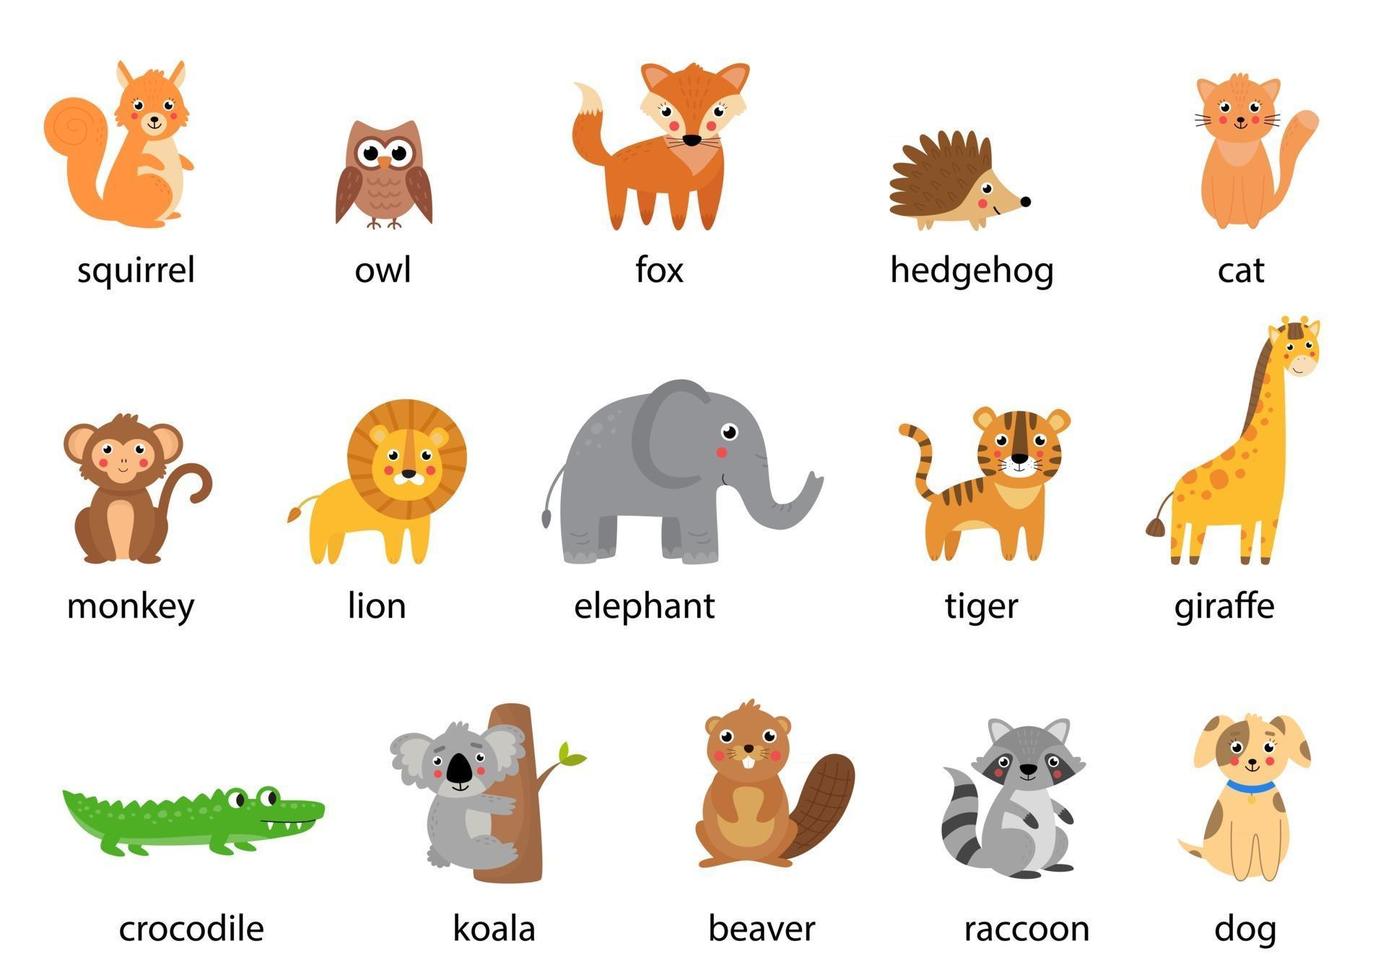 squirrel owl fox hedgehog cat
monkey lion elephant tiger giraffe
crocodile koala beaver raccoon dog